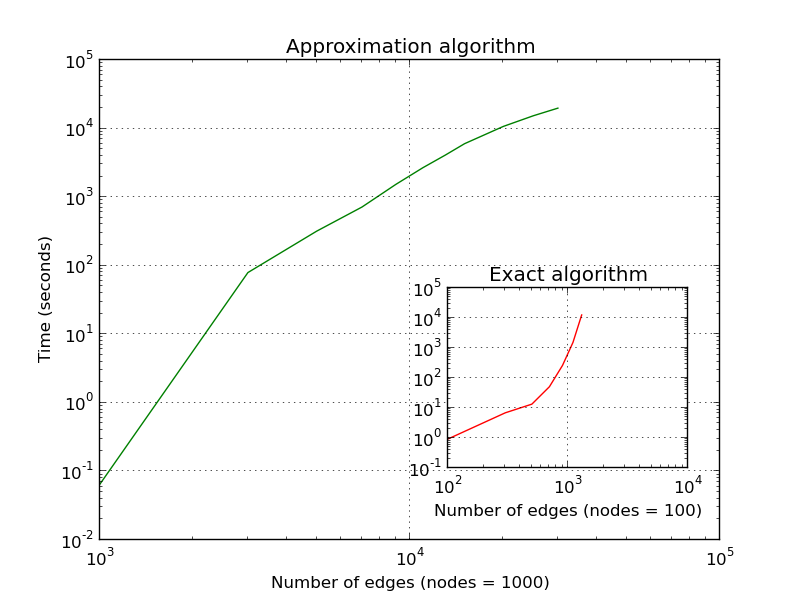 Approximation algorithm
10^5
10^4
10^3
10^2
10^1
10^0
10^-1
10^-2
Time (seconds)
10^3 10^4 10^5
Number of edges (nodes = 1000)
Exact algorithm
10^5
10^4
10^3
10^2
10^1
10^0
10^-1
10^2 10^3 10^4
Number of edges (nodes = 100)